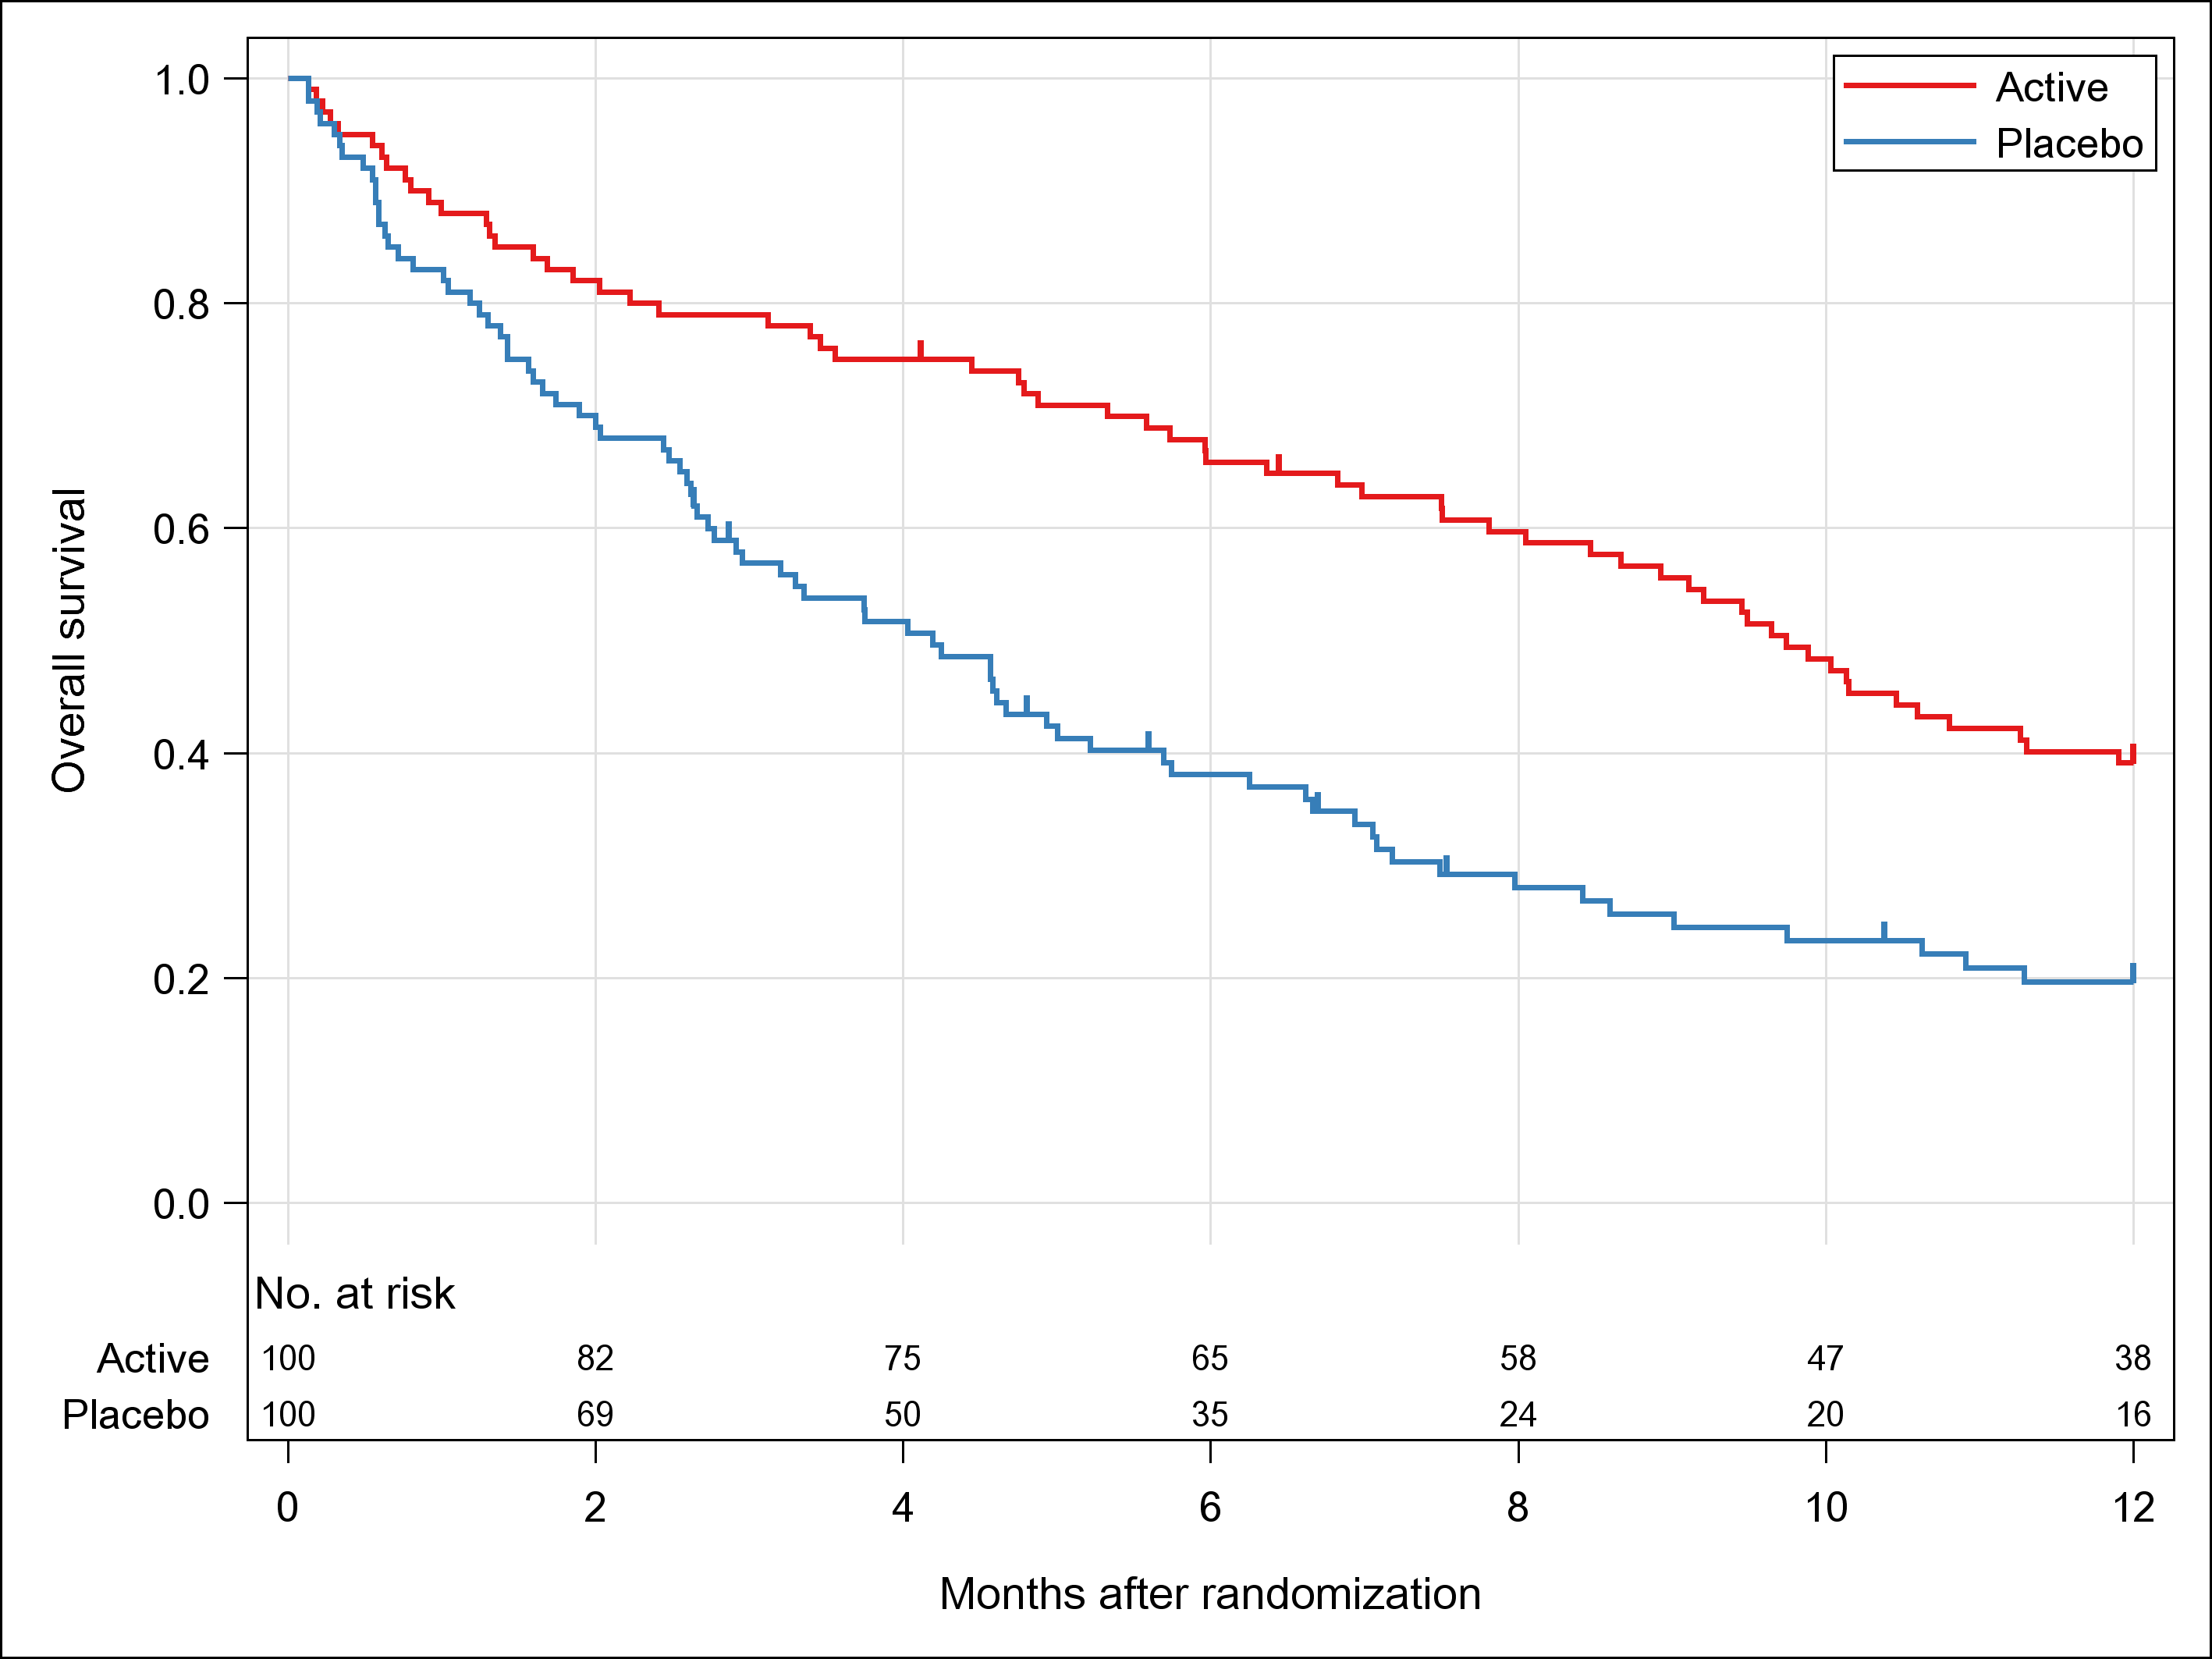 1.0
0.8
0.6
0.4
0.2
0.0
Overall survival
Active
Placebo
No. at risk
Active 100 82 75 65 58 47 38
Placebo 100 69 50 35 24 20 16
0 2 4 6 8 10 12
Months after randomization